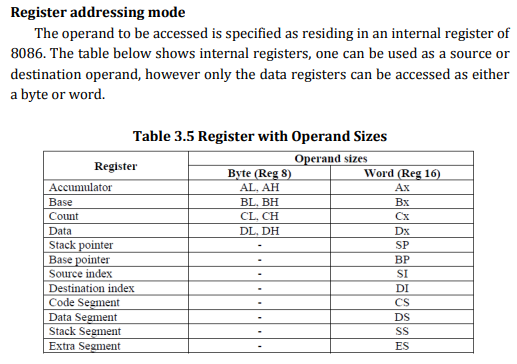 Register addressing mode
The operand to be accessed is specified as residing in an internal register of
8086. The table below shows internal registers, one can be used as a source or
destination operand, however only the data registers can be accessed as either
a byte or word.
Table 3.5 Register with Operand Sizes
Register Operand sizes
Byte (Reg 8) Word (Reg 16)
Accumulator AL, AH Ax
Base BL, BH Bx
Count CL, CH Cx
Data DL, DH Dx
Stack pointer - SP
Base pointer - BP
Source index - SI
Destination index - DI
Code Segment - CS
Data Segment - DS
Stack Segment - SS
Extra Segment - ES